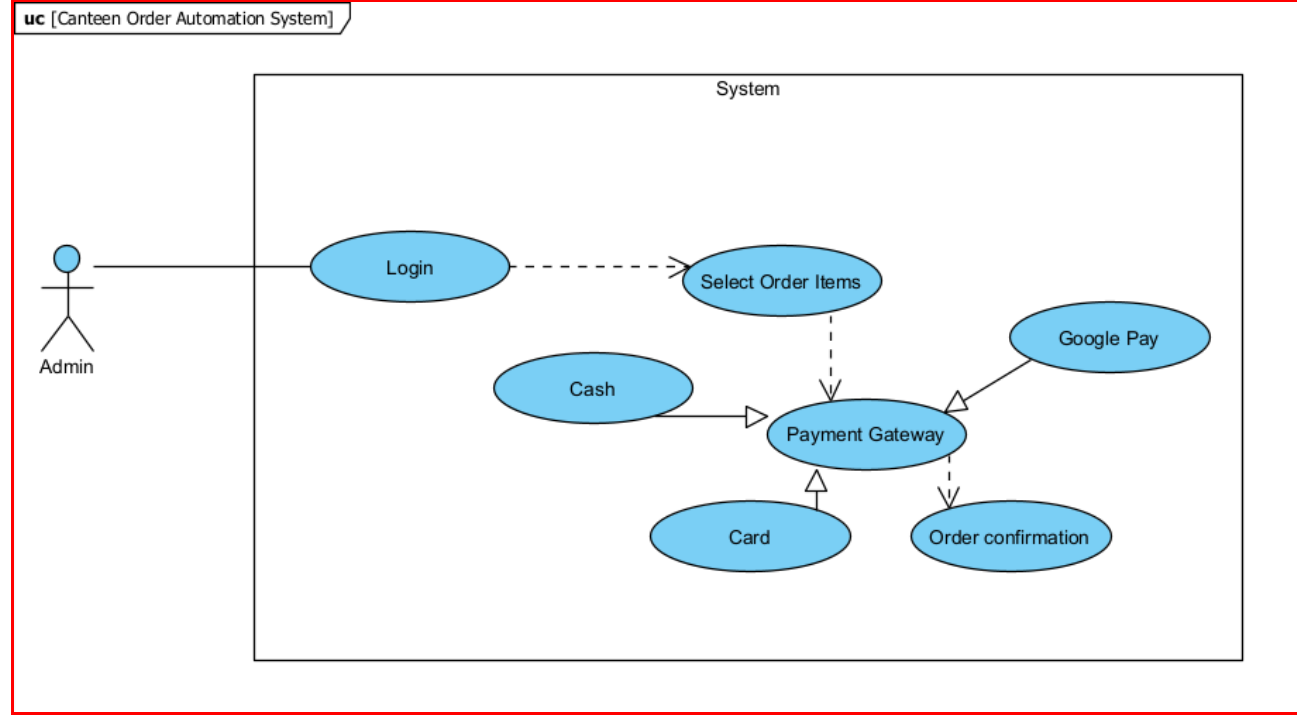 uc [Canteen Order Automation System]
System
Login
Select Order Items
Google Pay
Admin
Cash
Payment Gateway
Card
Order confirmation